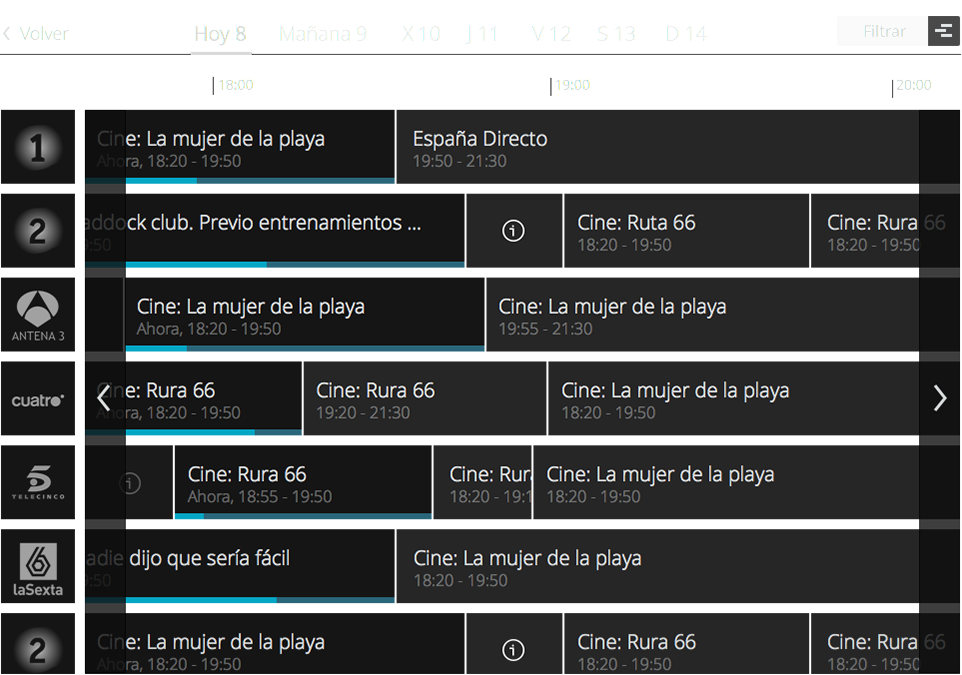 Volver
Hoy 8 Mañana 9 X 10 J 11 V 12 S 13 D 14
Filtrar
18:00 19:00 20:00
1
Cine: La mujer de la playa
Ahora, 18:20 - 19:50
España Directo
19:50 - 21:30
2
addock club. Previo entrenamientos ...
9:50
Cine: Ruta 66
18:20 - 19:50
Cine: Rura 66
18:20 - 19:50
ANTENA 3
Cine: La mujer de la playa
Ahora, 18:20 - 19:50
Cine: La mujer de la playa
19:55 - 21:30
cuatro
Cine: Rura 66
Ahora, 18:20 - 19:50
Cine: Rura 66
19:20 - 21:30
Cine: La mujer de la playa
18:20 - 19:50
5
TELECINCO
Cine: Rura 66
Ahora, 18:55 - 19:50
Cine: Rur
18:20 - 19:1
Cine: La mujer de la playa
18:20 - 19:50
6
laSexta
adie dijo que sería fácil
9:50
Cine: La mujer de la playa
18:20 - 19:50
2
Cine: La mujer de la playa
Ahora, 18:20 - 19:50
Cine: Rura 66
18:20 - 19:50
Cine: Rura 66
18:20 - 19:50